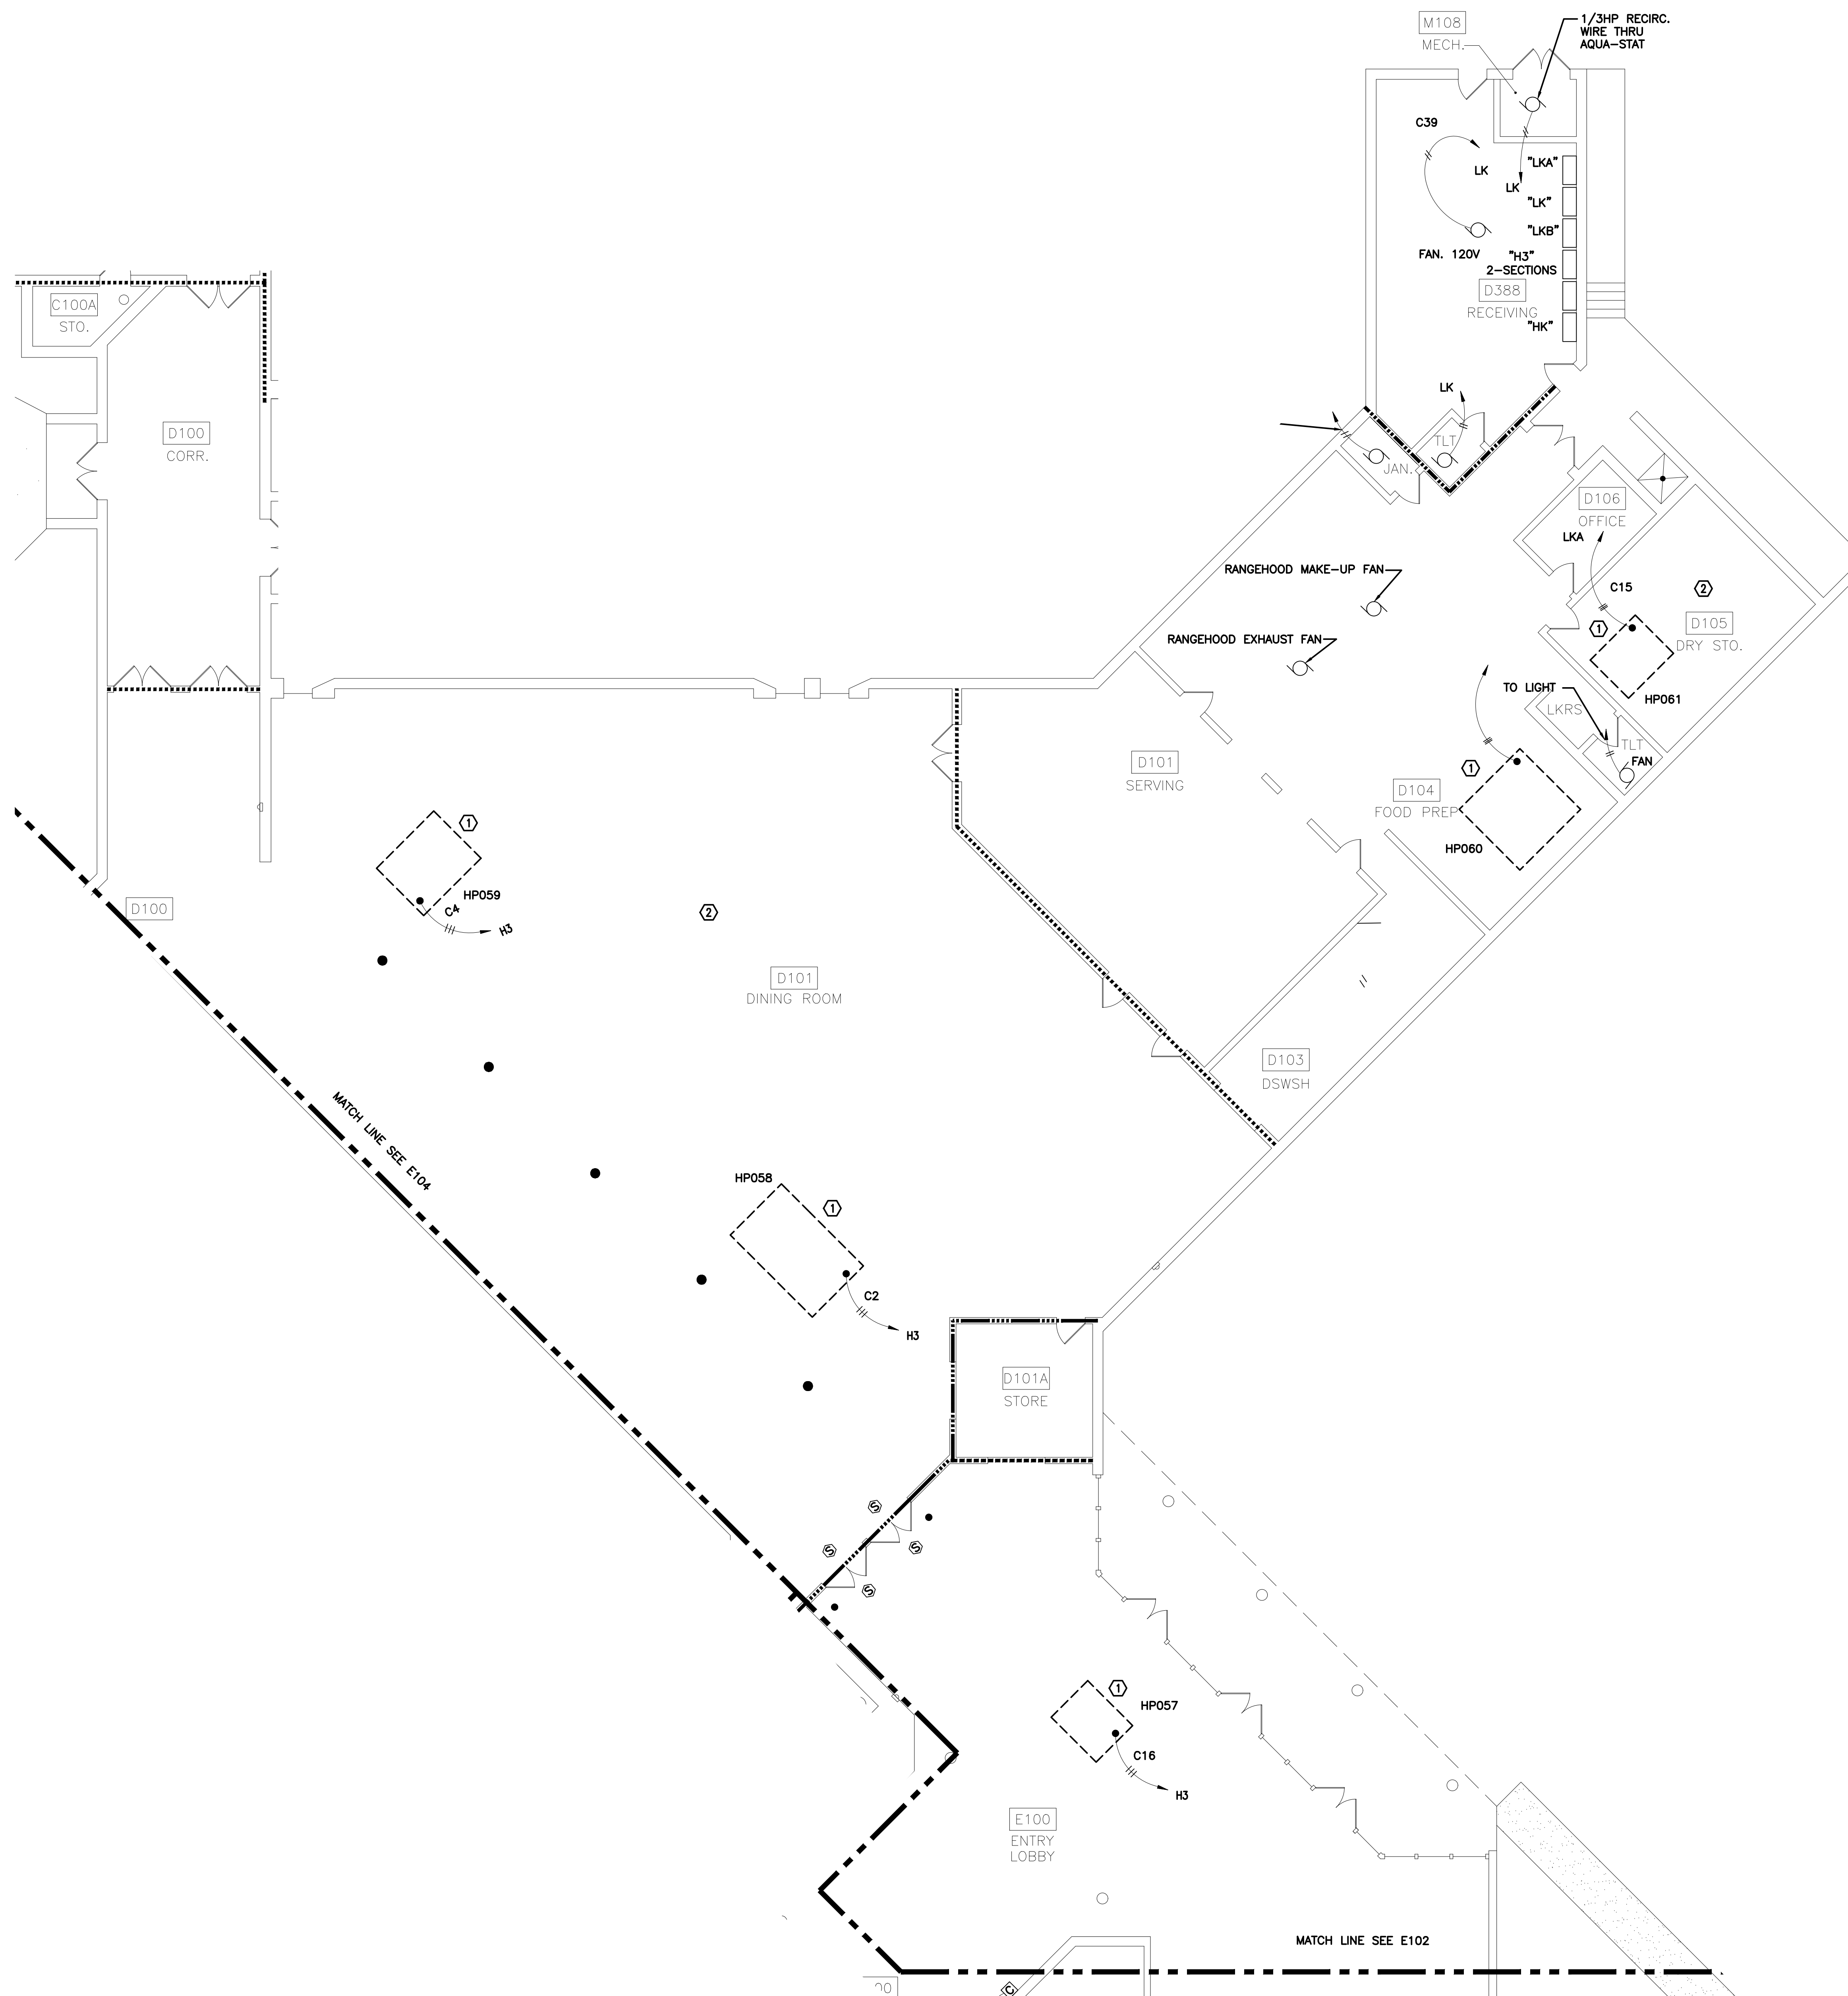 M108
MECH.
1/3HP RECIRC.
WIRE THRU
AQUA-STAT
C39
LK
LK
"LKA"
"LK"
"LKB"
FAN. 120V
"H3"
2-SECTIONS
D388
RECEIVING
"HK"
C100A
STO.
D100
CORR.
LK
TLT
JAN.
D106
OFFICE
LKA
C15
2
RANGEHOOD MAKE-UP FAN
1
D105
DRY STO.
RANGEHOOD EXHAUST FAN
HP061
TO LIGHT
LKRS
TLT
FAN
D101
SERVING
1
D104
FOOD PREP
HP060
1
HP059
C4
H3
D100
2
D101
DINING ROOM
D103
DSWSH
MATCH LINE SEE E104
HP058
1
C2
H3
D101A
STORE
S
S
S
S
1
HP057
C16
H3
E100
ENTRY
LOBBY
MATCH LINE SEE E102
C